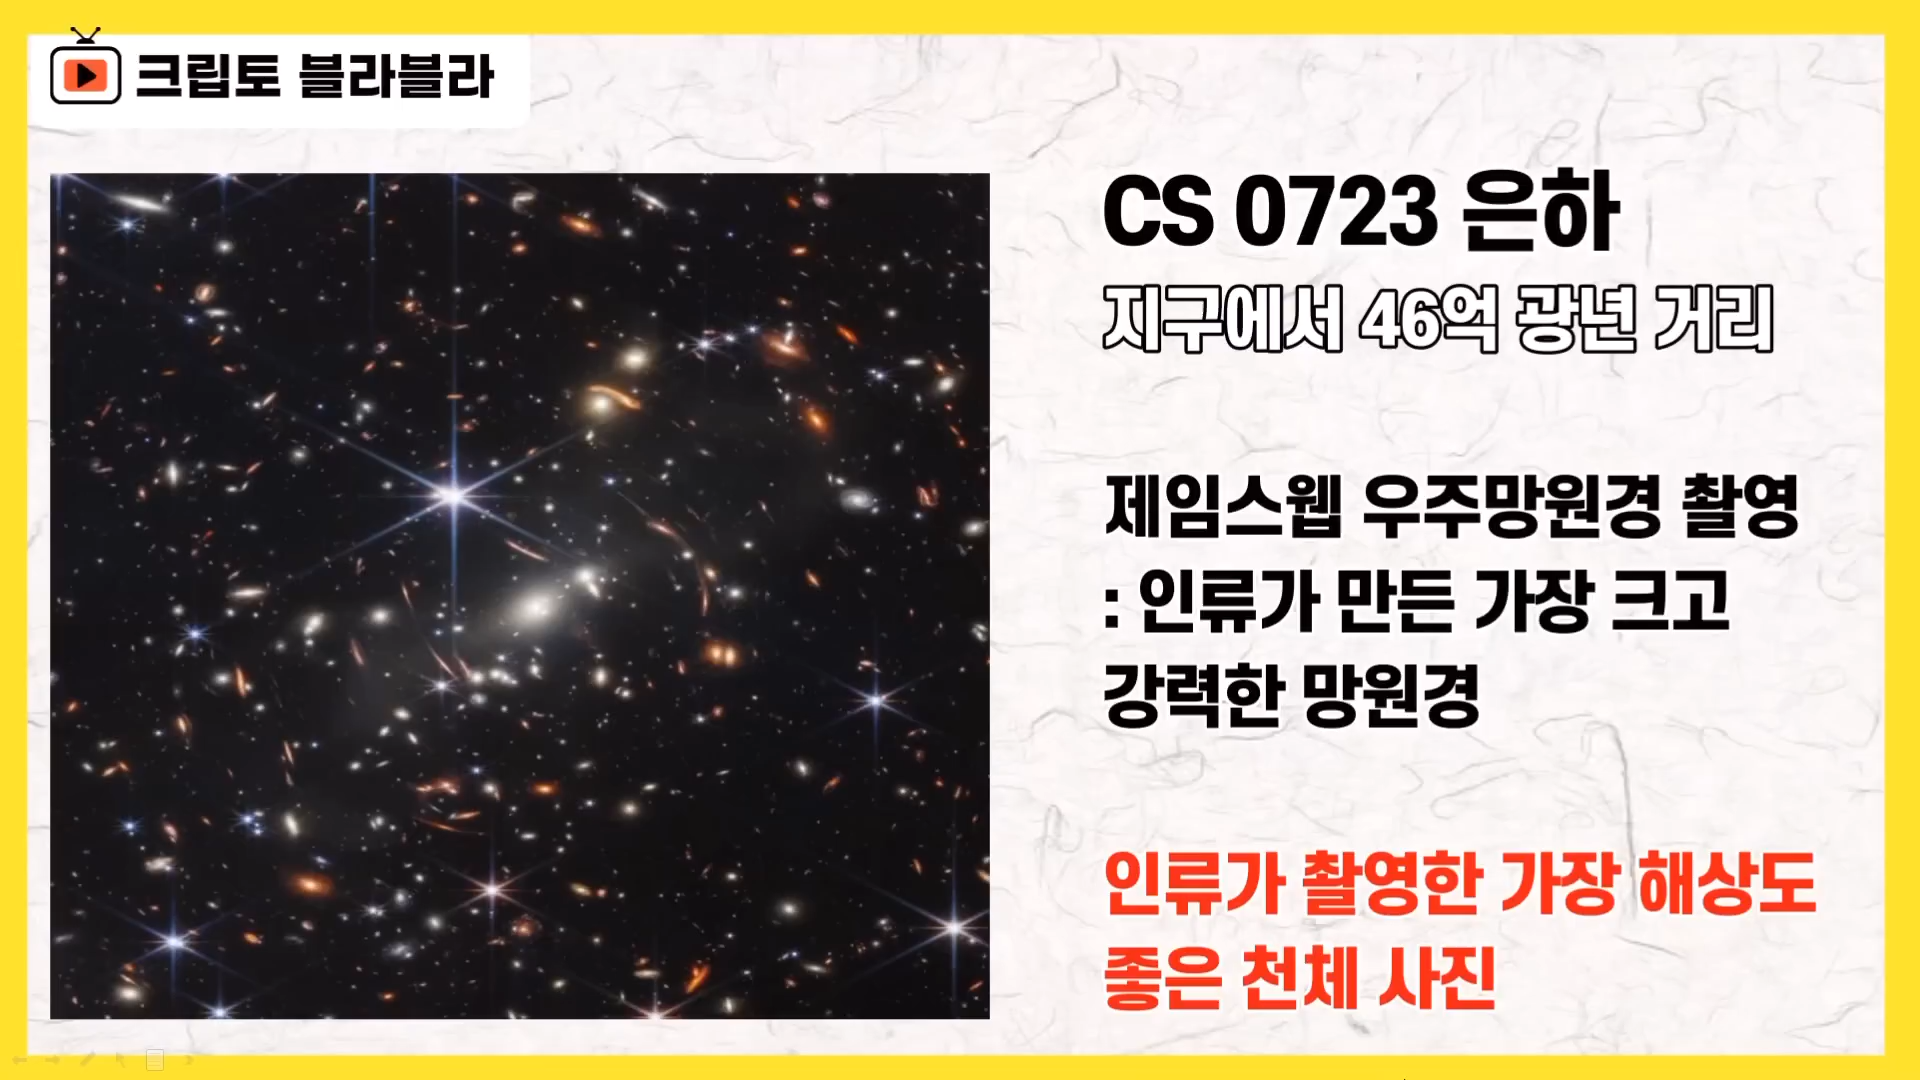 크립토 블라블라
CS 0723 은하
지구에서 46억 광년 거리
제임스웹 우주망원경 촬영
: 인류가 만든 가장 크고
강력한 망원경
인류가 촬영한 가장 해상도
좋은 천체 사진